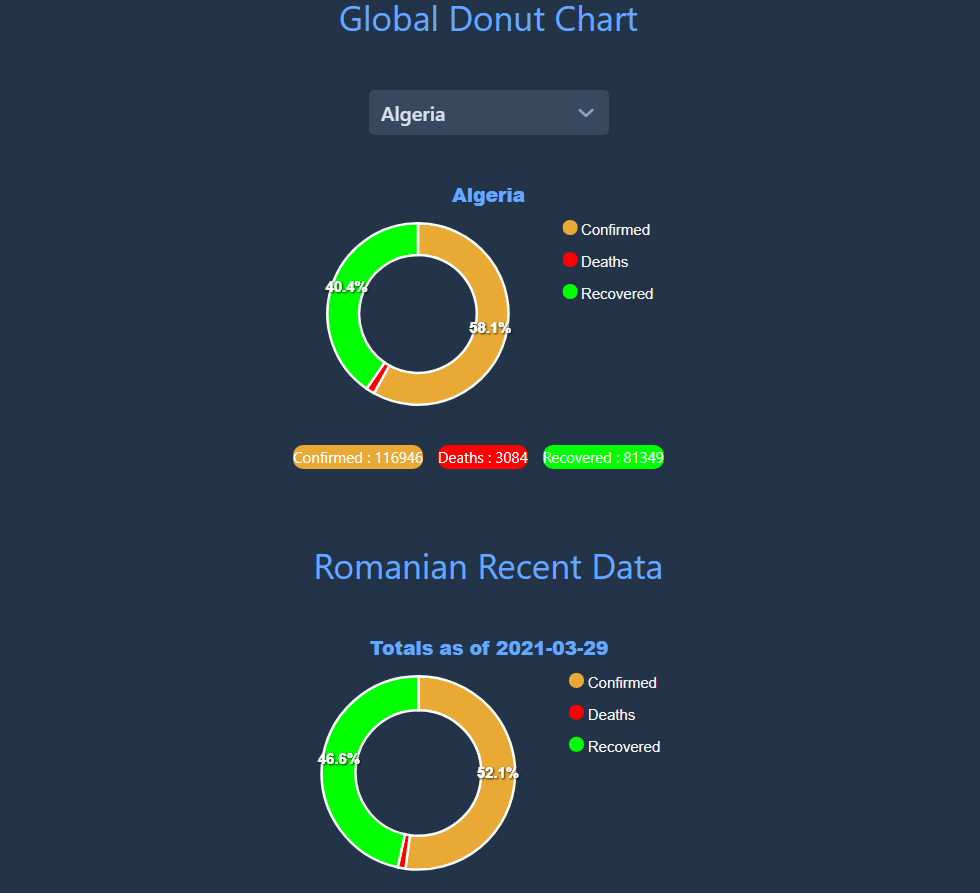 Global Donut Chart
Algeria
Algeria
Confirmed
Deaths
Recovered
40.4%
58.1%
Confirmed : 116946 Deaths : 3084 Recovered : 81349
Romanian Recent Data
Totals as of 2021-03-29
Confirmed
Deaths
Recovered
46.6%
52.1%